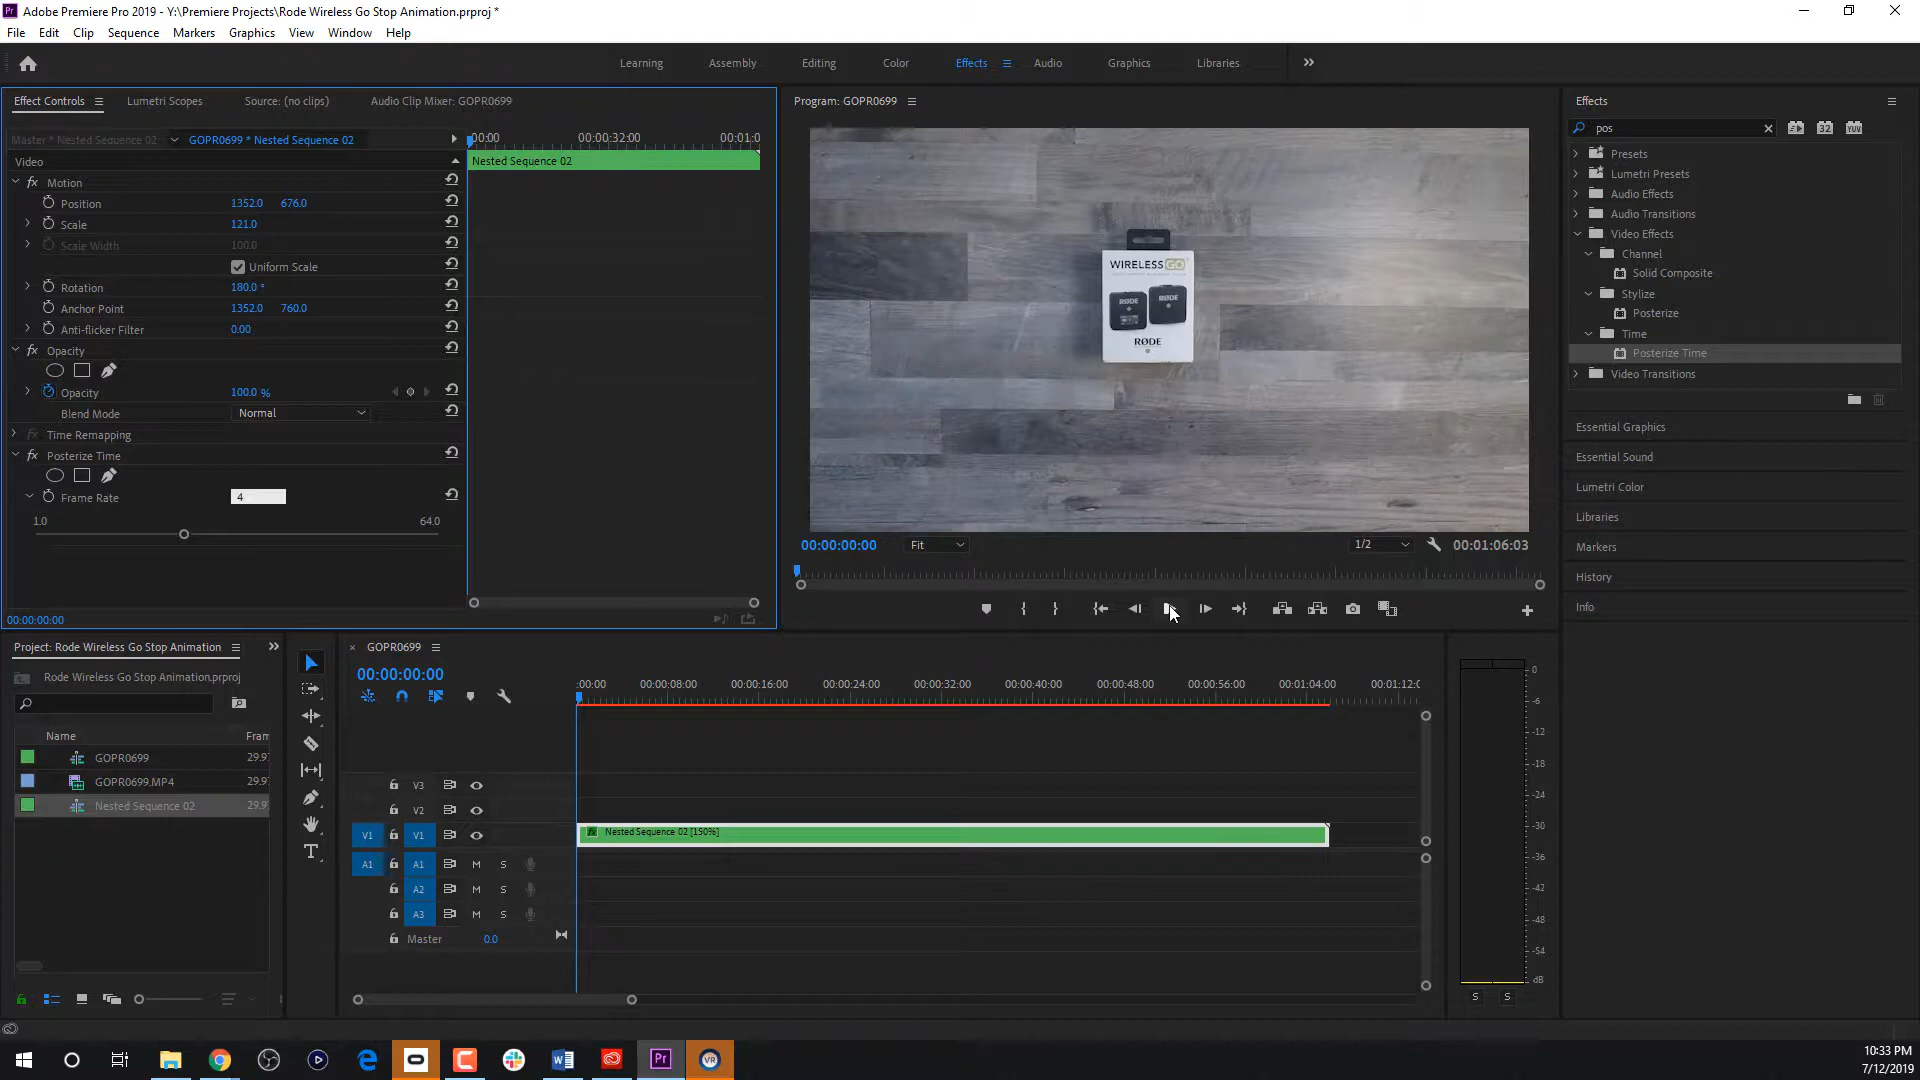 Adobe Premiere Pro 2019 - Y:\Premiere Projects\Rode Wireless Go Stop Animation.prproj *
File Edit Clip Sequence Markers Graphics View Window Help
Learning Assembly Editing Color Effects Audio Graphics Libraries
Effect Controls Lumetri Scopes Source: (no clips) Audio Clip Mixer: GOPR0699
Master * Nested Sequence 02 GOPR0699 * Nested Sequence 02
:00:00 00:00:32:00 00:01:0
Video
Nested Sequence 02
Motion
Position 1352.0 676.0
Scale 121.0
Scale Width 100.0
Uniform Scale
Rotation 180.0 °
Anchor Point 1352.0 760.0
Anti-flicker Filter 0.00
Opacity
Opacity 100.0 %
Blend Mode Normal
Time Remapping
Posterize Time
Frame Rate 4
1.0 64.0
00:00:00:00
Program: GOPR0699
WIRELESS GO
RØDE RØDE
RØDE
00:00:00:00 Fit 1/2 00:01:06:03
Effects
pos
32 YUV
Presets
Lumetri Presets
Audio Effects
Audio Transitions
Video Effects
Channel
Solid Composite
Stylize
Posterize
Time
Posterize Time
Video Transitions
Essential Graphics
Essential Sound
Lumetri Color
Libraries
Markers
History
Info
Project: Rode Wireless Go Stop Animation
Rode Wireless Go Stop Animation.prproj
Name Fram
GOPR0699 29.9
GOPR0699.MP4 29.9
Nested Sequence 02 29.9
T
× GOPR0699
00:00:00:00
:00:00 00:00:08:00 00:00:16:00 00:00:24:00 00:00:32:00 00:00:40:00 00:00:48:00 00:00:56:00 00:01:04:00 00:01:12:0
V3
V2
V1 V1
fx Nested Sequence 02 [150%]
A1 A1 M S
A2 M S
A3 M S
Master 0.0
0
-6
-12
-18
-24
-30
-36
-42
-48
-54
dB
S S
Pr
VR
10:33 PM
7/12/2019